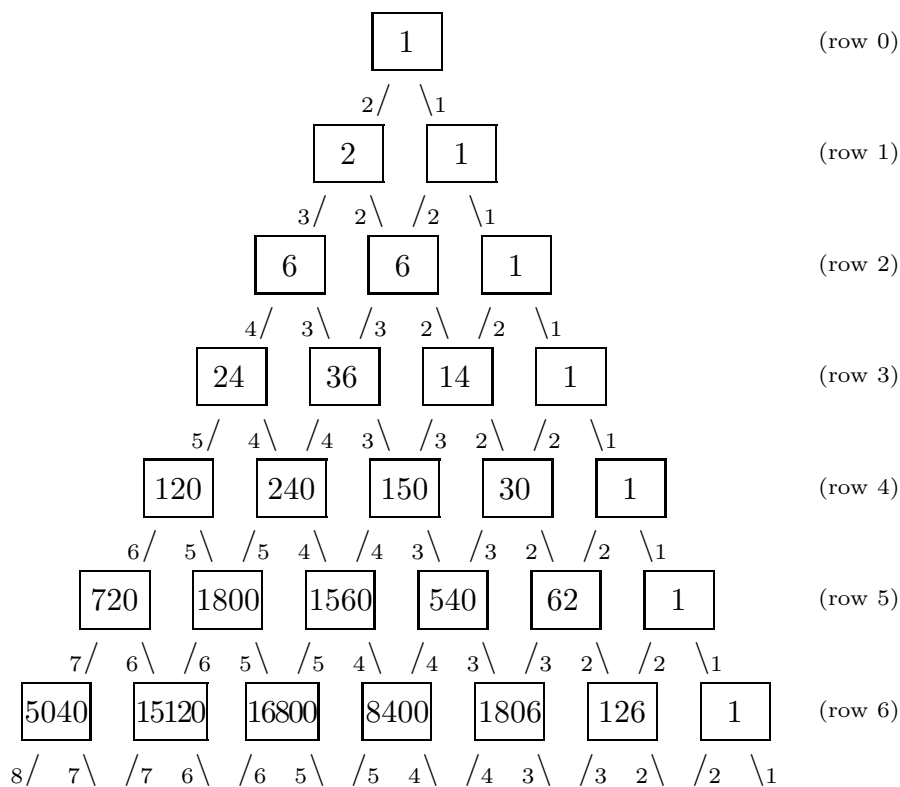 1 (row 0)
2 1
2 1 (row 1)
3 2 2 1
6 6 1 (row 2)
4 3 3 2 2 1
24 36 14 1 (row 3)
5 4 4 3 3 2 2 1
120 240 150 30 1 (row 4)
6 5 5 4 4 3 3 2 2 1
720 1800 1560 540 62 1 (row 5)
7 6 6 5 5 4 4 3 3 2 2 1
5040 15120 16800 8400 1806 126 1 (row 6)
8 7 7 6 6 5 5 4 4 3 3 2 2 1